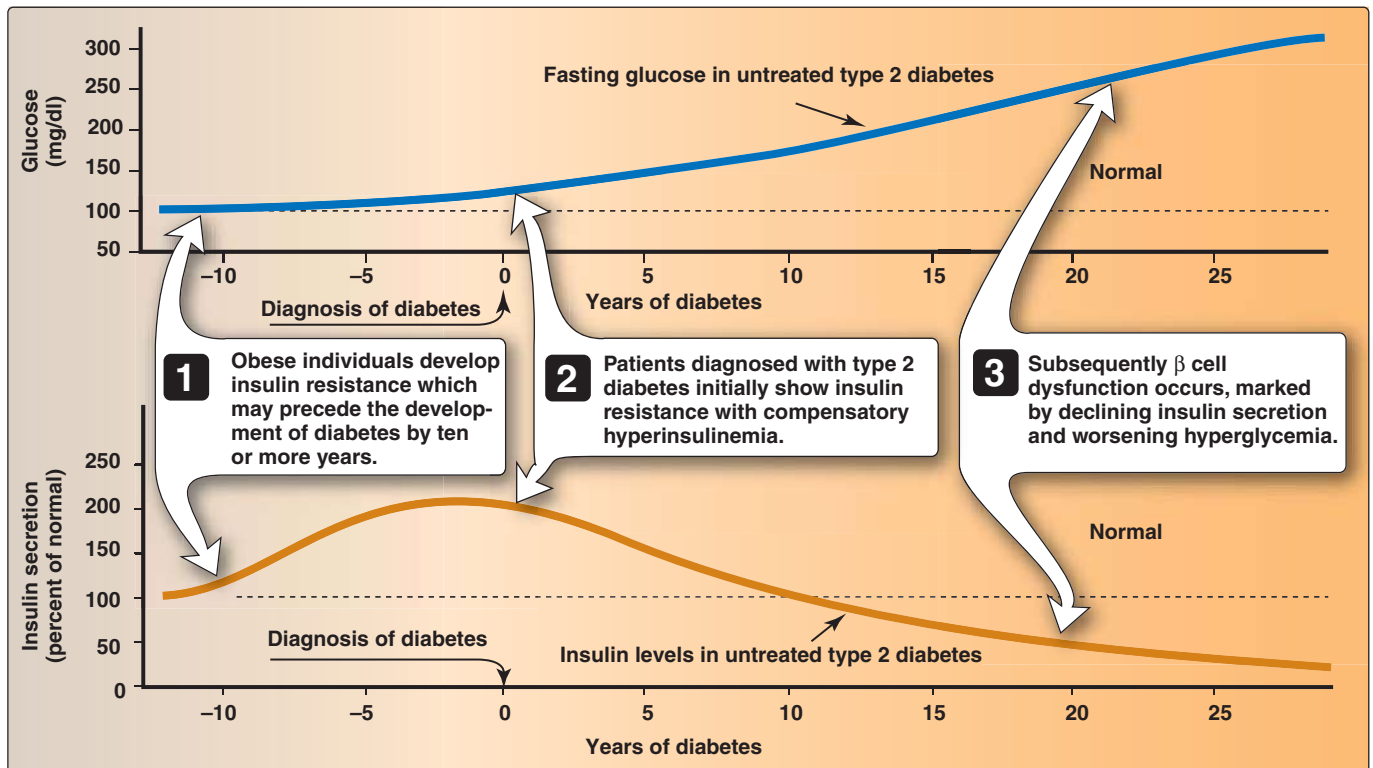 300
250
200
150
100
50
Glucose
(mg/dl)
Fasting glucose in untreated type 2 diabetes
Normal
–10
–5
0
5
10
15
20
25
Diagnosis of diabetes
Years of diabetes
1
Obese individuals develop
insulin resistance which
may precede the develop-
ment of diabetes by ten
or more years.
2
Patients diagnosed with type 2
diabetes initially show insulin
resistance with compensatory
hyperinsulinemia.
3
Subsequently β cell
dysfunction occurs, marked
by declining insulin secretion
and worsening hyperglycemia.
250
200
150
100
50
0
Insulin secretion
(percent of normal)
Normal
Diagnosis of diabetes
Insulin levels in untreated type 2 diabetes
–10
–5
0
5
10
15
20
25
Years of diabetes